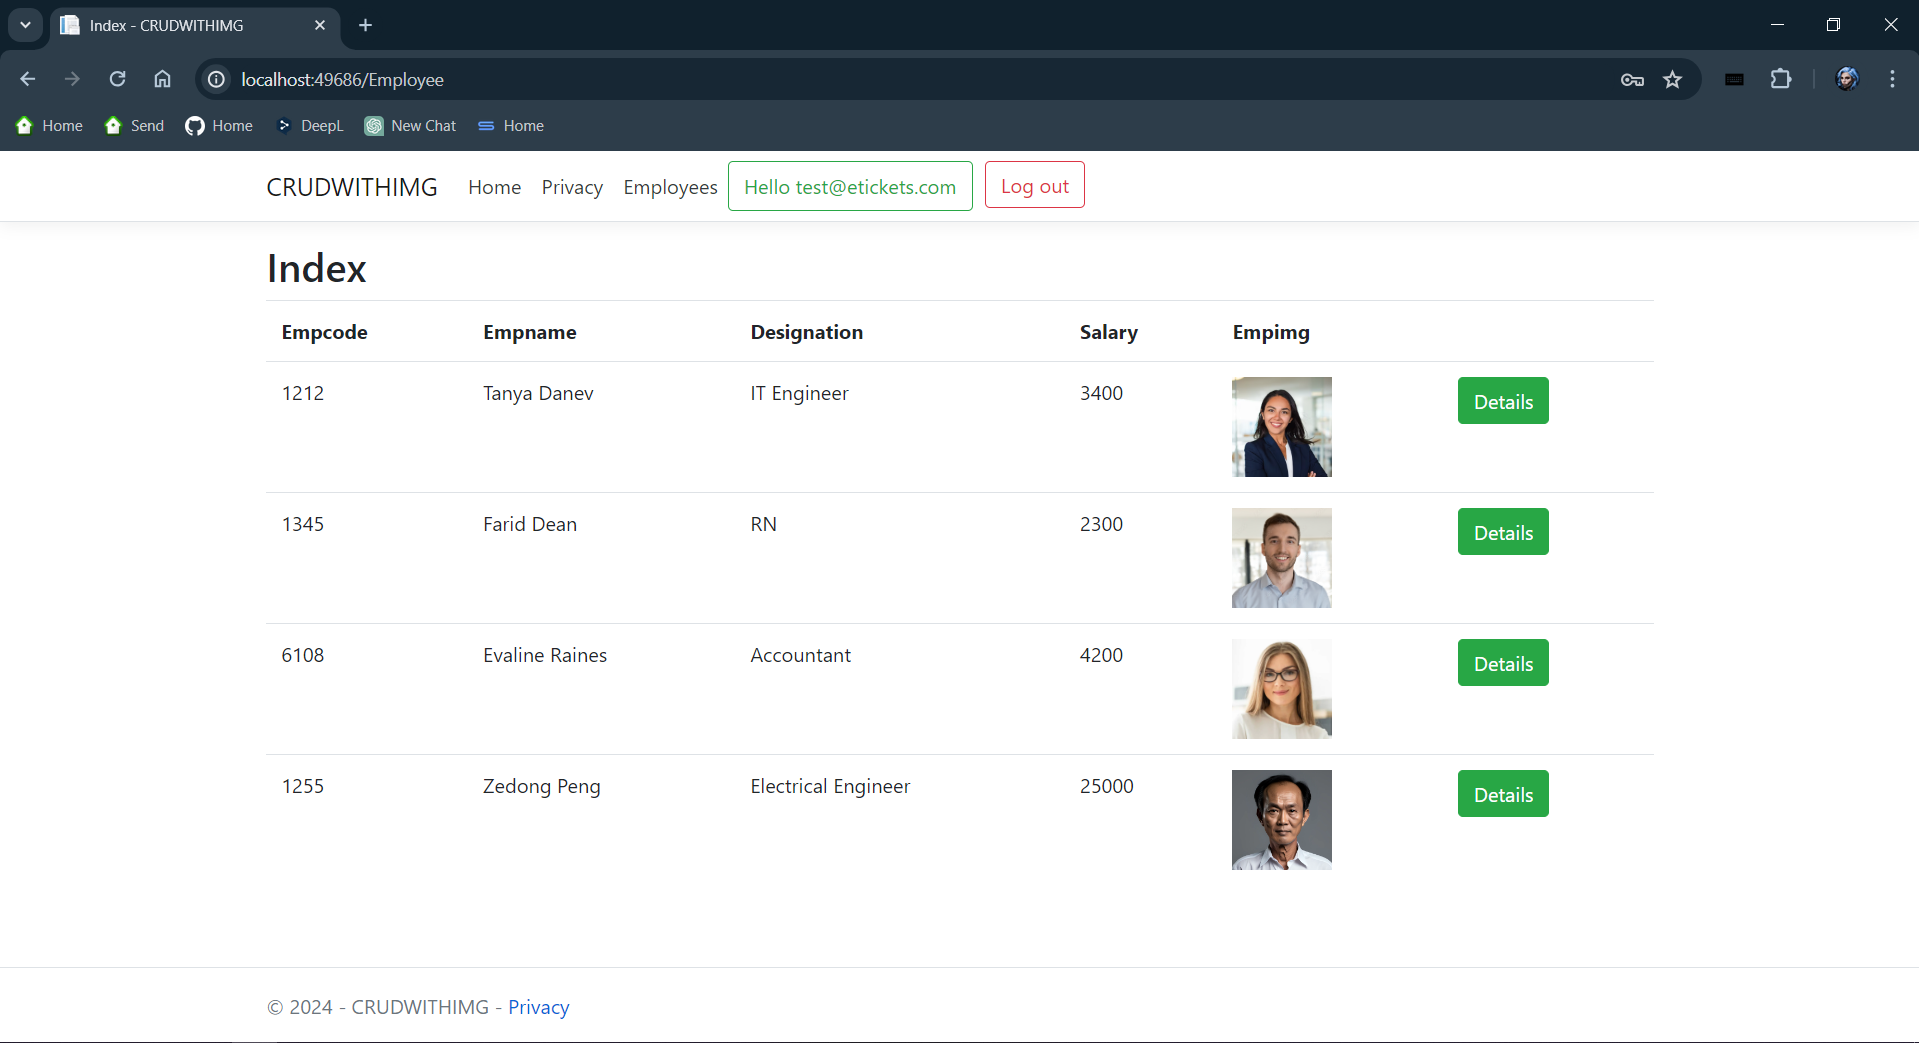 Index - CRUDWITHIMG
localhost:49686/Employee
Home Send Home DeepL New Chat Home
CRUDWITHIMG Home Privacy Employees Hello test@etickets.com Log out
Index
Empcode Empname Designation Salary Empimg
1212 Tanya Danev IT Engineer 3400 Details
1345 Farid Dean RN 2300 Details
6108 Evaline Raines Accountant 4200 Details
1255 Zedong Peng Electrical Engineer 25000 Details
© 2024 - CRUDWITHIMG - Privacy